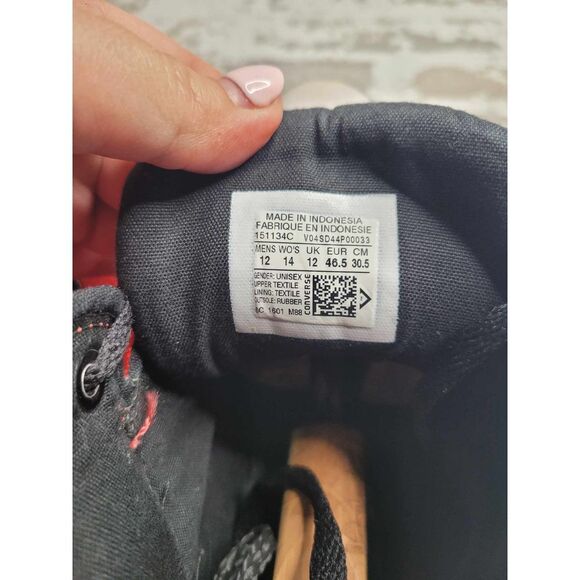 MADE IN INDONESIA
FABRIQUE EN INDONESIE
151134C V04SD44P00033
MENS WO'S UK EUR CM
12 14 12 46.5 30.5
GENDER: UNISEX
UPPER: TEXTILE
LINING: TEXTILE
OUTSOLE: RUBBER
1601 M88
CONVERSE